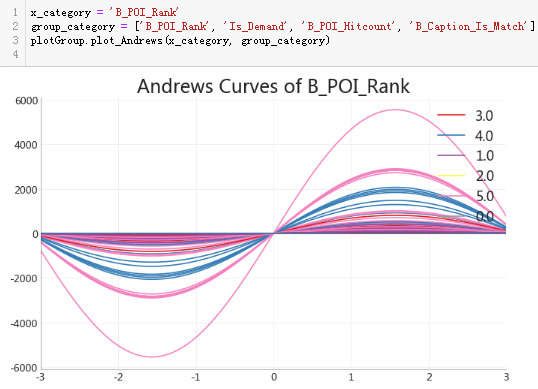 1 x_category = 'B_POI_Rank'
2 group_category = ['B_POI_Rank', 'Is_Demand', 'B_POI_Hitcount', 'B_Caption_Is_Match']
3 plotGroup.plot_Andrews(x_category, group_category)
4
Andrews Curves of B_POI_Rank
6000
3.0
4.0
4000
1.0
2.0
2000
5.0
0.0
0
-2000
-4000
-6000
-3 -2 -1 0 1 2 3